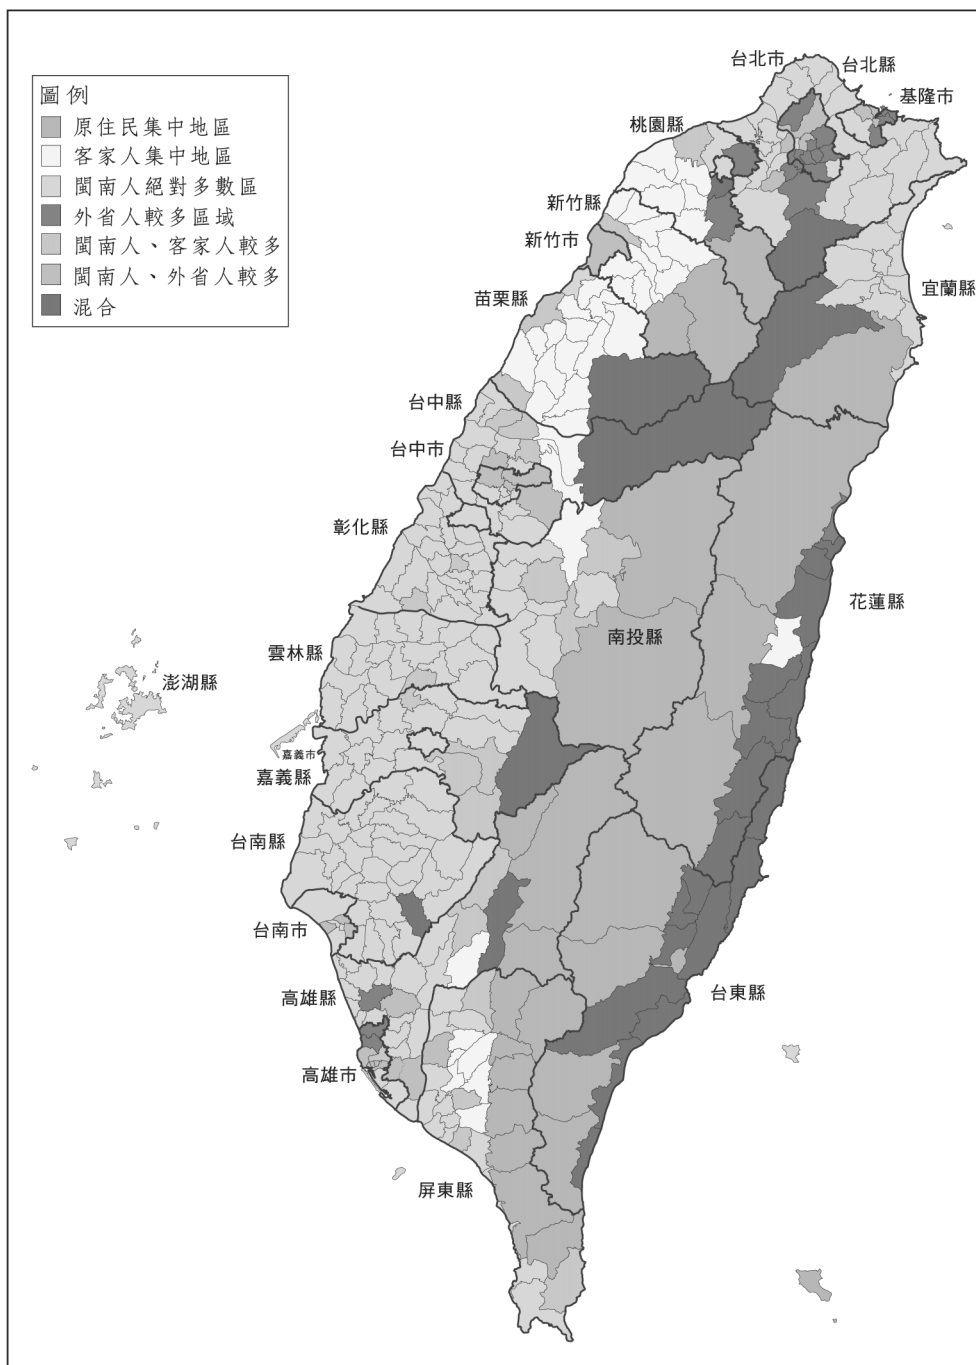 圖例
原住民集中地區
客家人集中地區
閩南人絕對多數區
外省人較多區域
閩南人、客家人較多
閩南人、外省人較多
混合
台北市
台北縣
基隆市
桃園縣
新竹縣
新竹市
宜蘭縣
苗栗縣
台中縣
台中市
彰化縣
花蓮縣
南投縣
雲林縣
澎湖縣
嘉義市
嘉義縣
台南縣
台南市
台東縣
高雄縣
高雄市
屏東縣